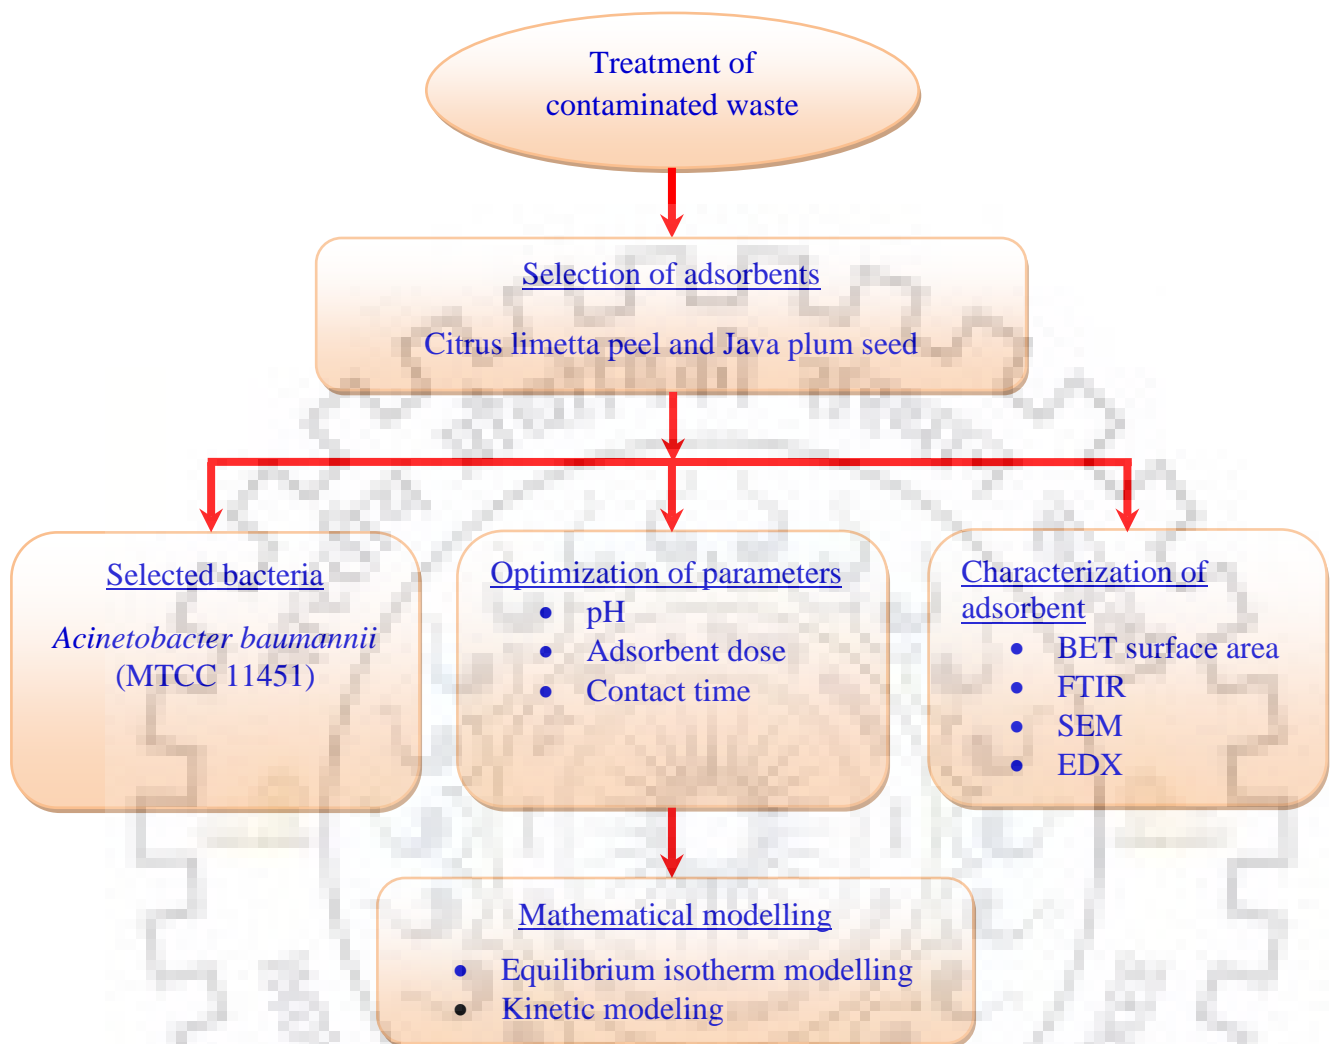 Treatment of
contaminated waste
Selection of adsorbents
Citrus limetta peel and Java plum seed
Selected bacteria
Acinetobacter baumannii
(MTCC 11451)
Optimization of parameters
• pH
• Adsorbent dose
• Contact time
Characterization of
adsorbent
• BET surface area
• FTIR
• SEM
• EDX
Mathematical modelling
• Equilibrium isotherm modelling
• Kinetic modeling